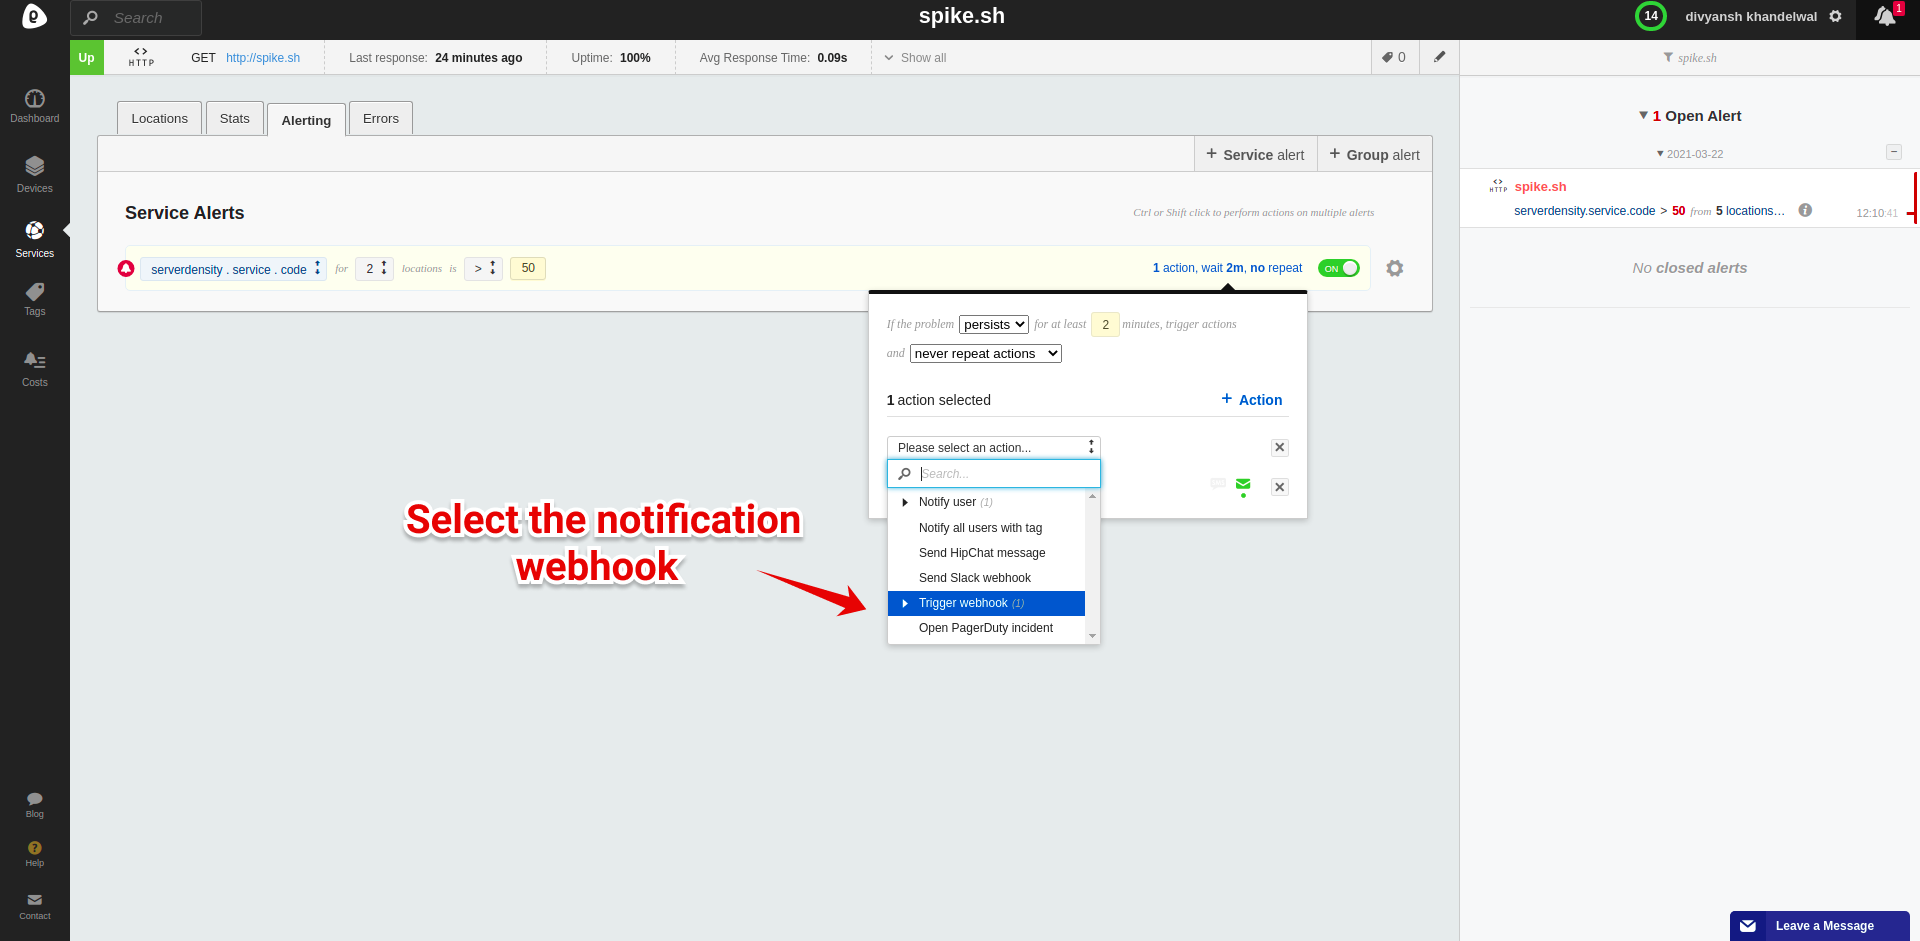 Search
spike.sh
14
divyansh khandelwal
1
Up
HTTP
GET http://spike.sh
Last response: 24 minutes ago
Uptime: 100%
Avg Response Time: 0.09s
Show all
0
spike.sh
Dashboard
Devices
Services
Tags
Costs
Blog
Help
Contact
Locations
Stats
Alerting
Errors
+ Service alert
+ Group alert
Service Alerts
Ctrl or Shift click to perform actions on multiple alerts
serverdensity . service . code for 2 locations is > 50
1 action, wait 2m, no repeat
ON
If the problem persists for at least 2 minutes, trigger actions
and never repeat actions
1 action selected
+ Action
Please select an action...
Search...
Notify user (1)
Notify all users with tag
Send HipChat message
Send Slack webhook
Trigger webhook (1)
Open PagerDuty incident
Select the notification
webhook
1 Open Alert
2021-03-22
HTTP
spike.sh
serverdensity.service.code > 50 from 5 locations...
12:10:41
No closed alerts
Leave a Message